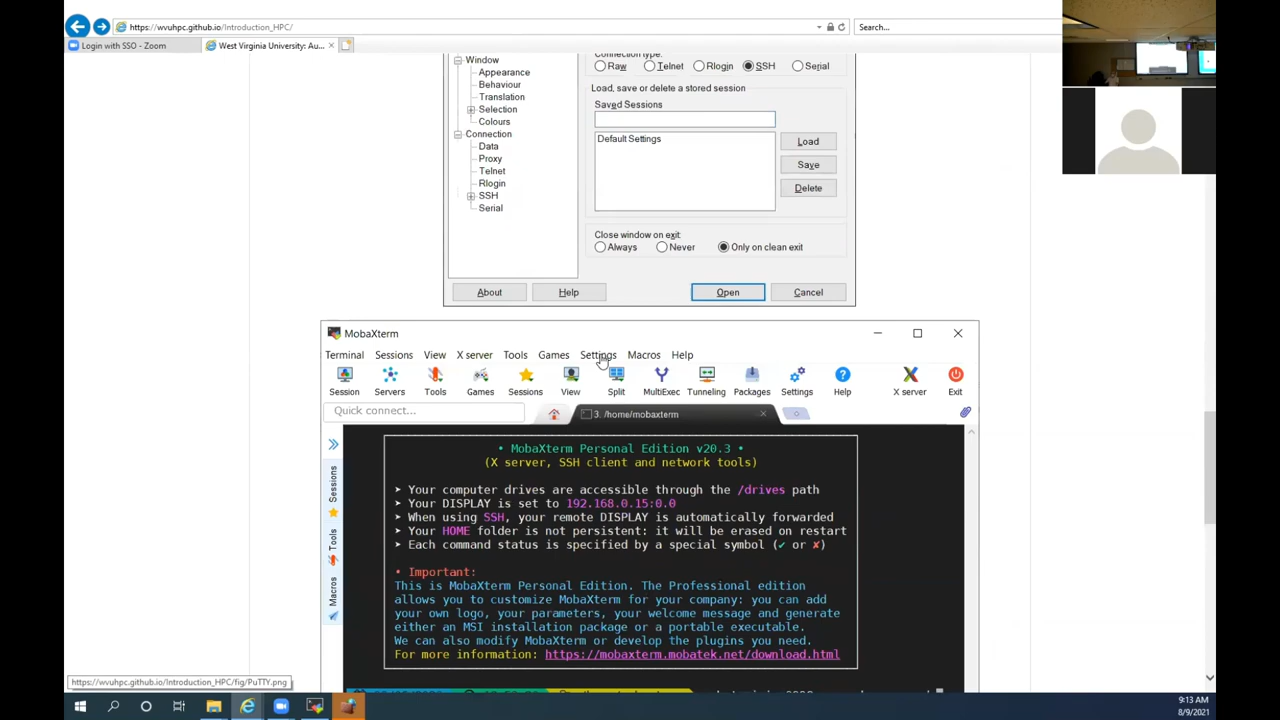 https://wvuhpc.github.io/Introduction_HPC/
Search...
Login with SSO - Zoom
West Virginia University: Au...
Window
Appearance
Behaviour
Translation
Selection
Colours
Connection
Data
Proxy
Telnet
Rlogin
SSH
Serial
Connection type:
Raw Telnet Rlogin SSH Serial
Load, save or delete a stored session
Saved Sessions
Default Settings
Load
Save
Delete
Close window on exit:
Always Never Only on clean exit
About Help Open Cancel
MobaXterm
Terminal Sessions View X server Tools Games Settings Macros Help
Session Servers Tools Games Sessions View Split MultiExec Tunneling Packages Settings Help X server Exit
Quick connect...
3. /home/mobaxterm
Sessions
Tools
Macros
• MobaXterm Personal Edition v20.3 •
(X server, SSH client and network tools)
➤ Your computer drives are accessible through the /drives path
➤ Your DISPLAY is set to 192.168.0.15:0.0
➤ When using SSH, your remote DISPLAY is automatically forwarded
➤ Your HOME folder is not persistent: it will be erased on restart
➤ Each command status is specified by a special symbol (✔ or ✘)
• Important:
This is MobaXterm Personal Edition. The Professional edition
allows you to customize MobaXterm for your company: you can add
your own logo, your parameters, your welcome message and generate
either an MSI installation package or a portable executable.
We can also modify MobaXterm or develop the plugins you need.
For more information: https://mobaxterm.mobatek.net/download.html
https://wvuhpc.github.io/Introduction_HPC/fig/PuTTY.png
9:13 AM
8/9/2021